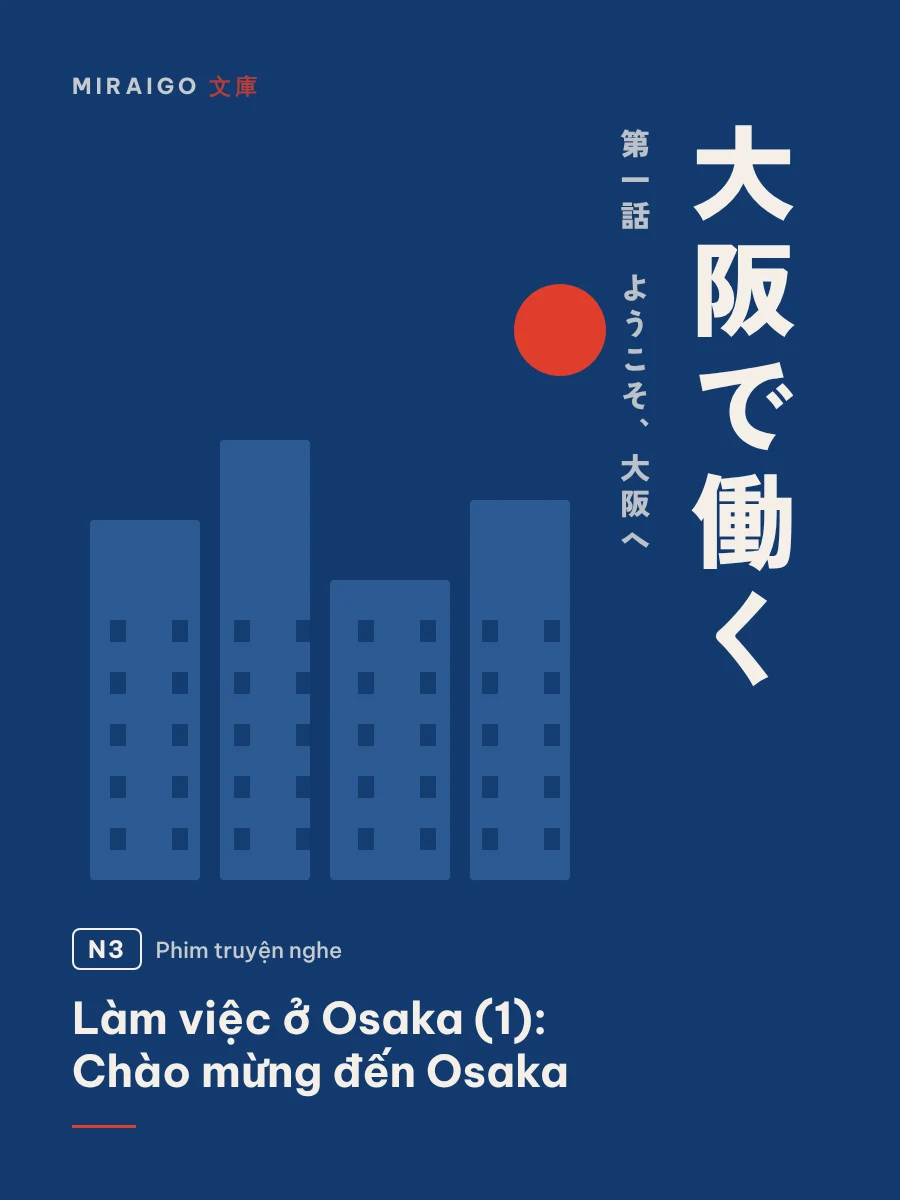 MIRAIGO 文庫
大阪で働く
第一話 ようこそ、大阪へ
N3 Phim truyện nghe
Làm việc ở Osaka (1):
Chào mừng đến Osaka